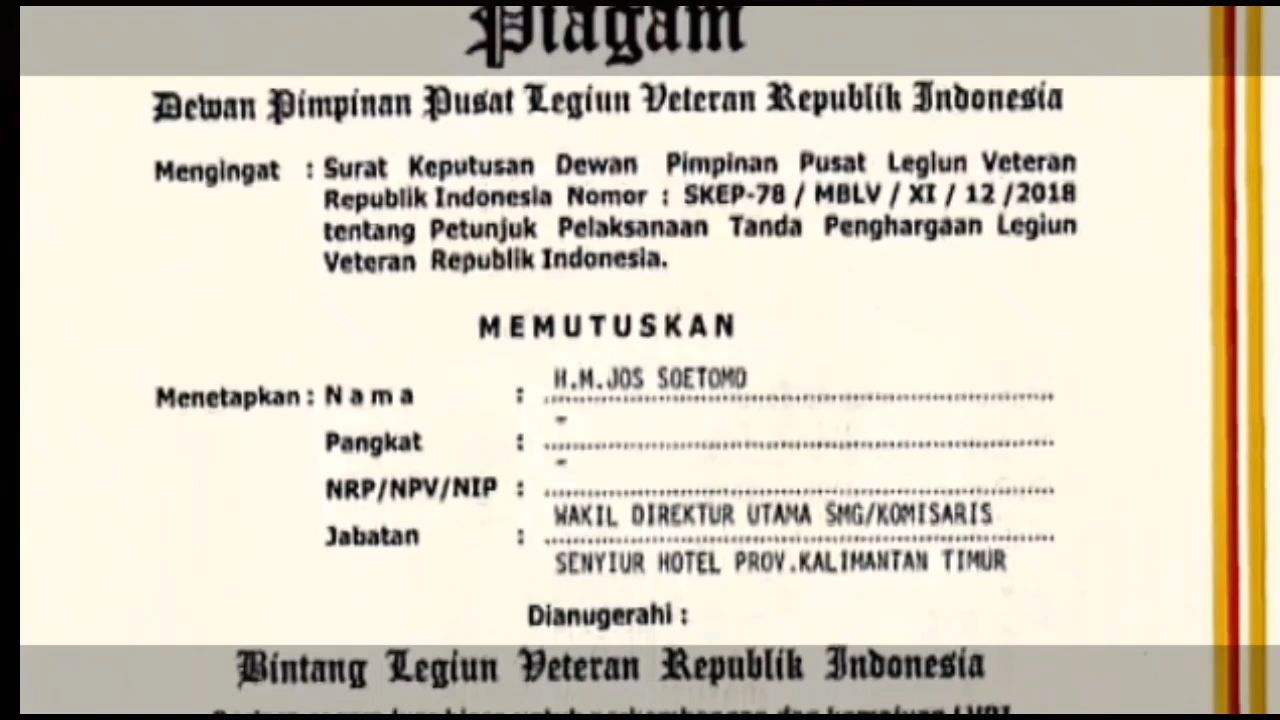 Piagam
Dewan Pimpinan Pusat Legiun Veteran Republik Indonesia
Mengingat : Surat Keputusan Dewan Pimpinan Pusat Legiun Veteran
Republik Indonesia Nomor : SKEP-78 / MBLV / XI / 12 /2018
tentang Petunjuk Pelaksanaan Tanda Penghargaan Legiun
Veteran Republik Indonesia.
MEMUTUSKAN
Menetapkan : Nama : H.M.JOS SOETOMO
Pangkat : -
NRP/NPV/NIP : -
Jabatan : WAKIL DIREKTUR UTAMA SMG/KOMISARIS
SENYIUR HOTEL PROV.KALIMANTAN TIMUR
Dianugerahi :
Bintang Legiun Veteran Republik Indonesia